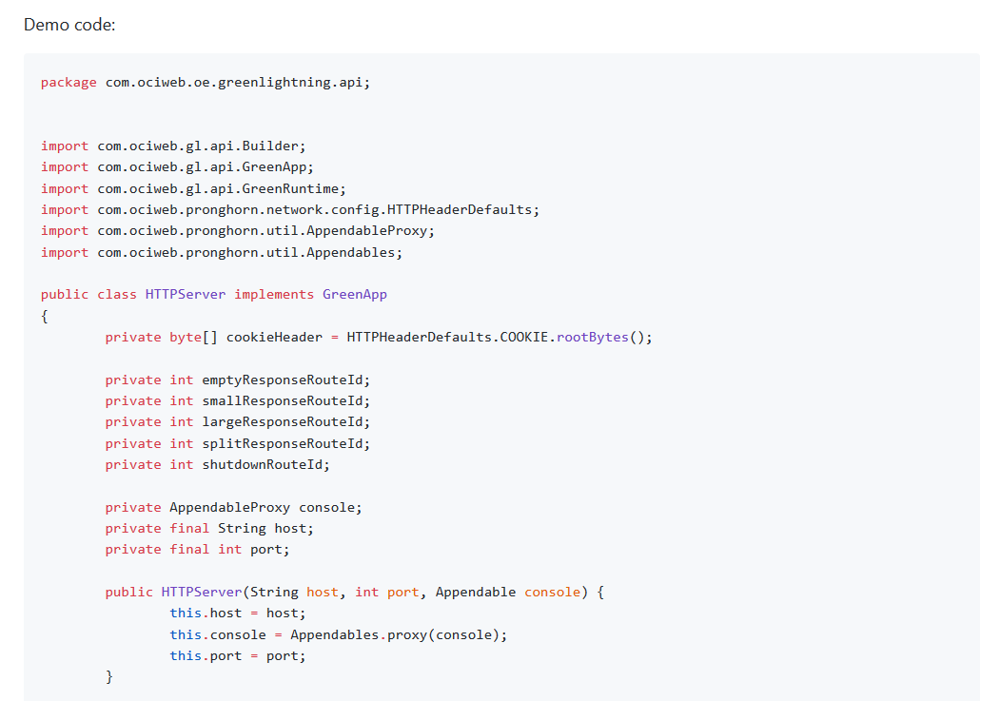 Demo code:
package com.ociweb.oe.greenlightning.api;
import com.ociweb.gl.api.Builder;
import com.ociweb.gl.api.GreenApp;
import com.ociweb.gl.api.GreenRuntime;
import com.ociweb.pronghorn.network.config.HTTPHeaderDefaults;
import com.ociweb.pronghorn.util.AppendableProxy;
import com.ociweb.pronghorn.util.Appendables;
public class HTTPServer implements GreenApp
{
private byte[] cookieHeader = HTTPHeaderDefaults.COOKIE.rootBytes();
private int emptyResponseRouteId;
private int smallResponseRouteId;
private int largeResponseRouteId;
private int splitResponseRouteId;
private int shutdownRouteId;
private AppendableProxy console;
private final String host;
private final int port;
public HTTPServer(String host, int port, Appendable console) {
this.host = host;
this.console = Appendables.proxy(console);
this.port = port;
}